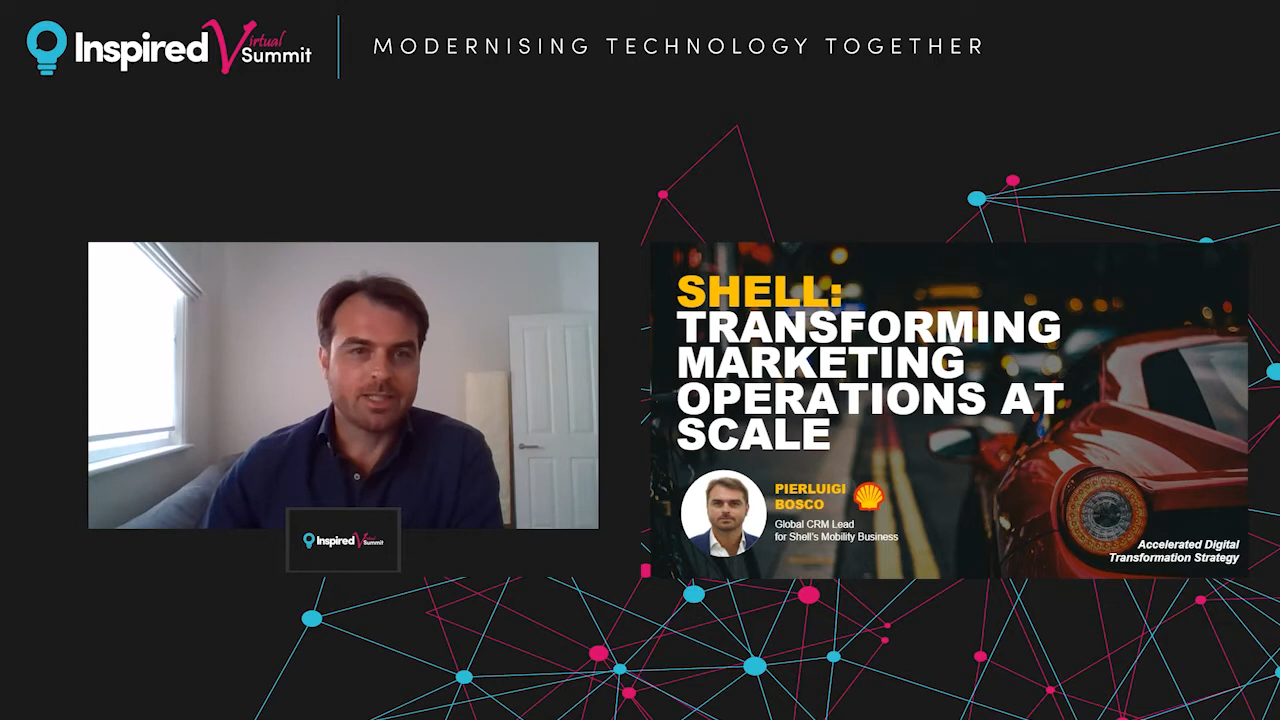 Inspired Virtual Summit
MODERNISING TECHNOLOGY TOGETHER
SHELL:
TRANSFORMING
MARKETING
OPERATIONS AT
SCALE
PIERLUIGI
BOSCO
Global CRM Lead
for Shell's Mobility Business
Accelerated Digital
Transformation Strategy
Inspired Virtual Summit